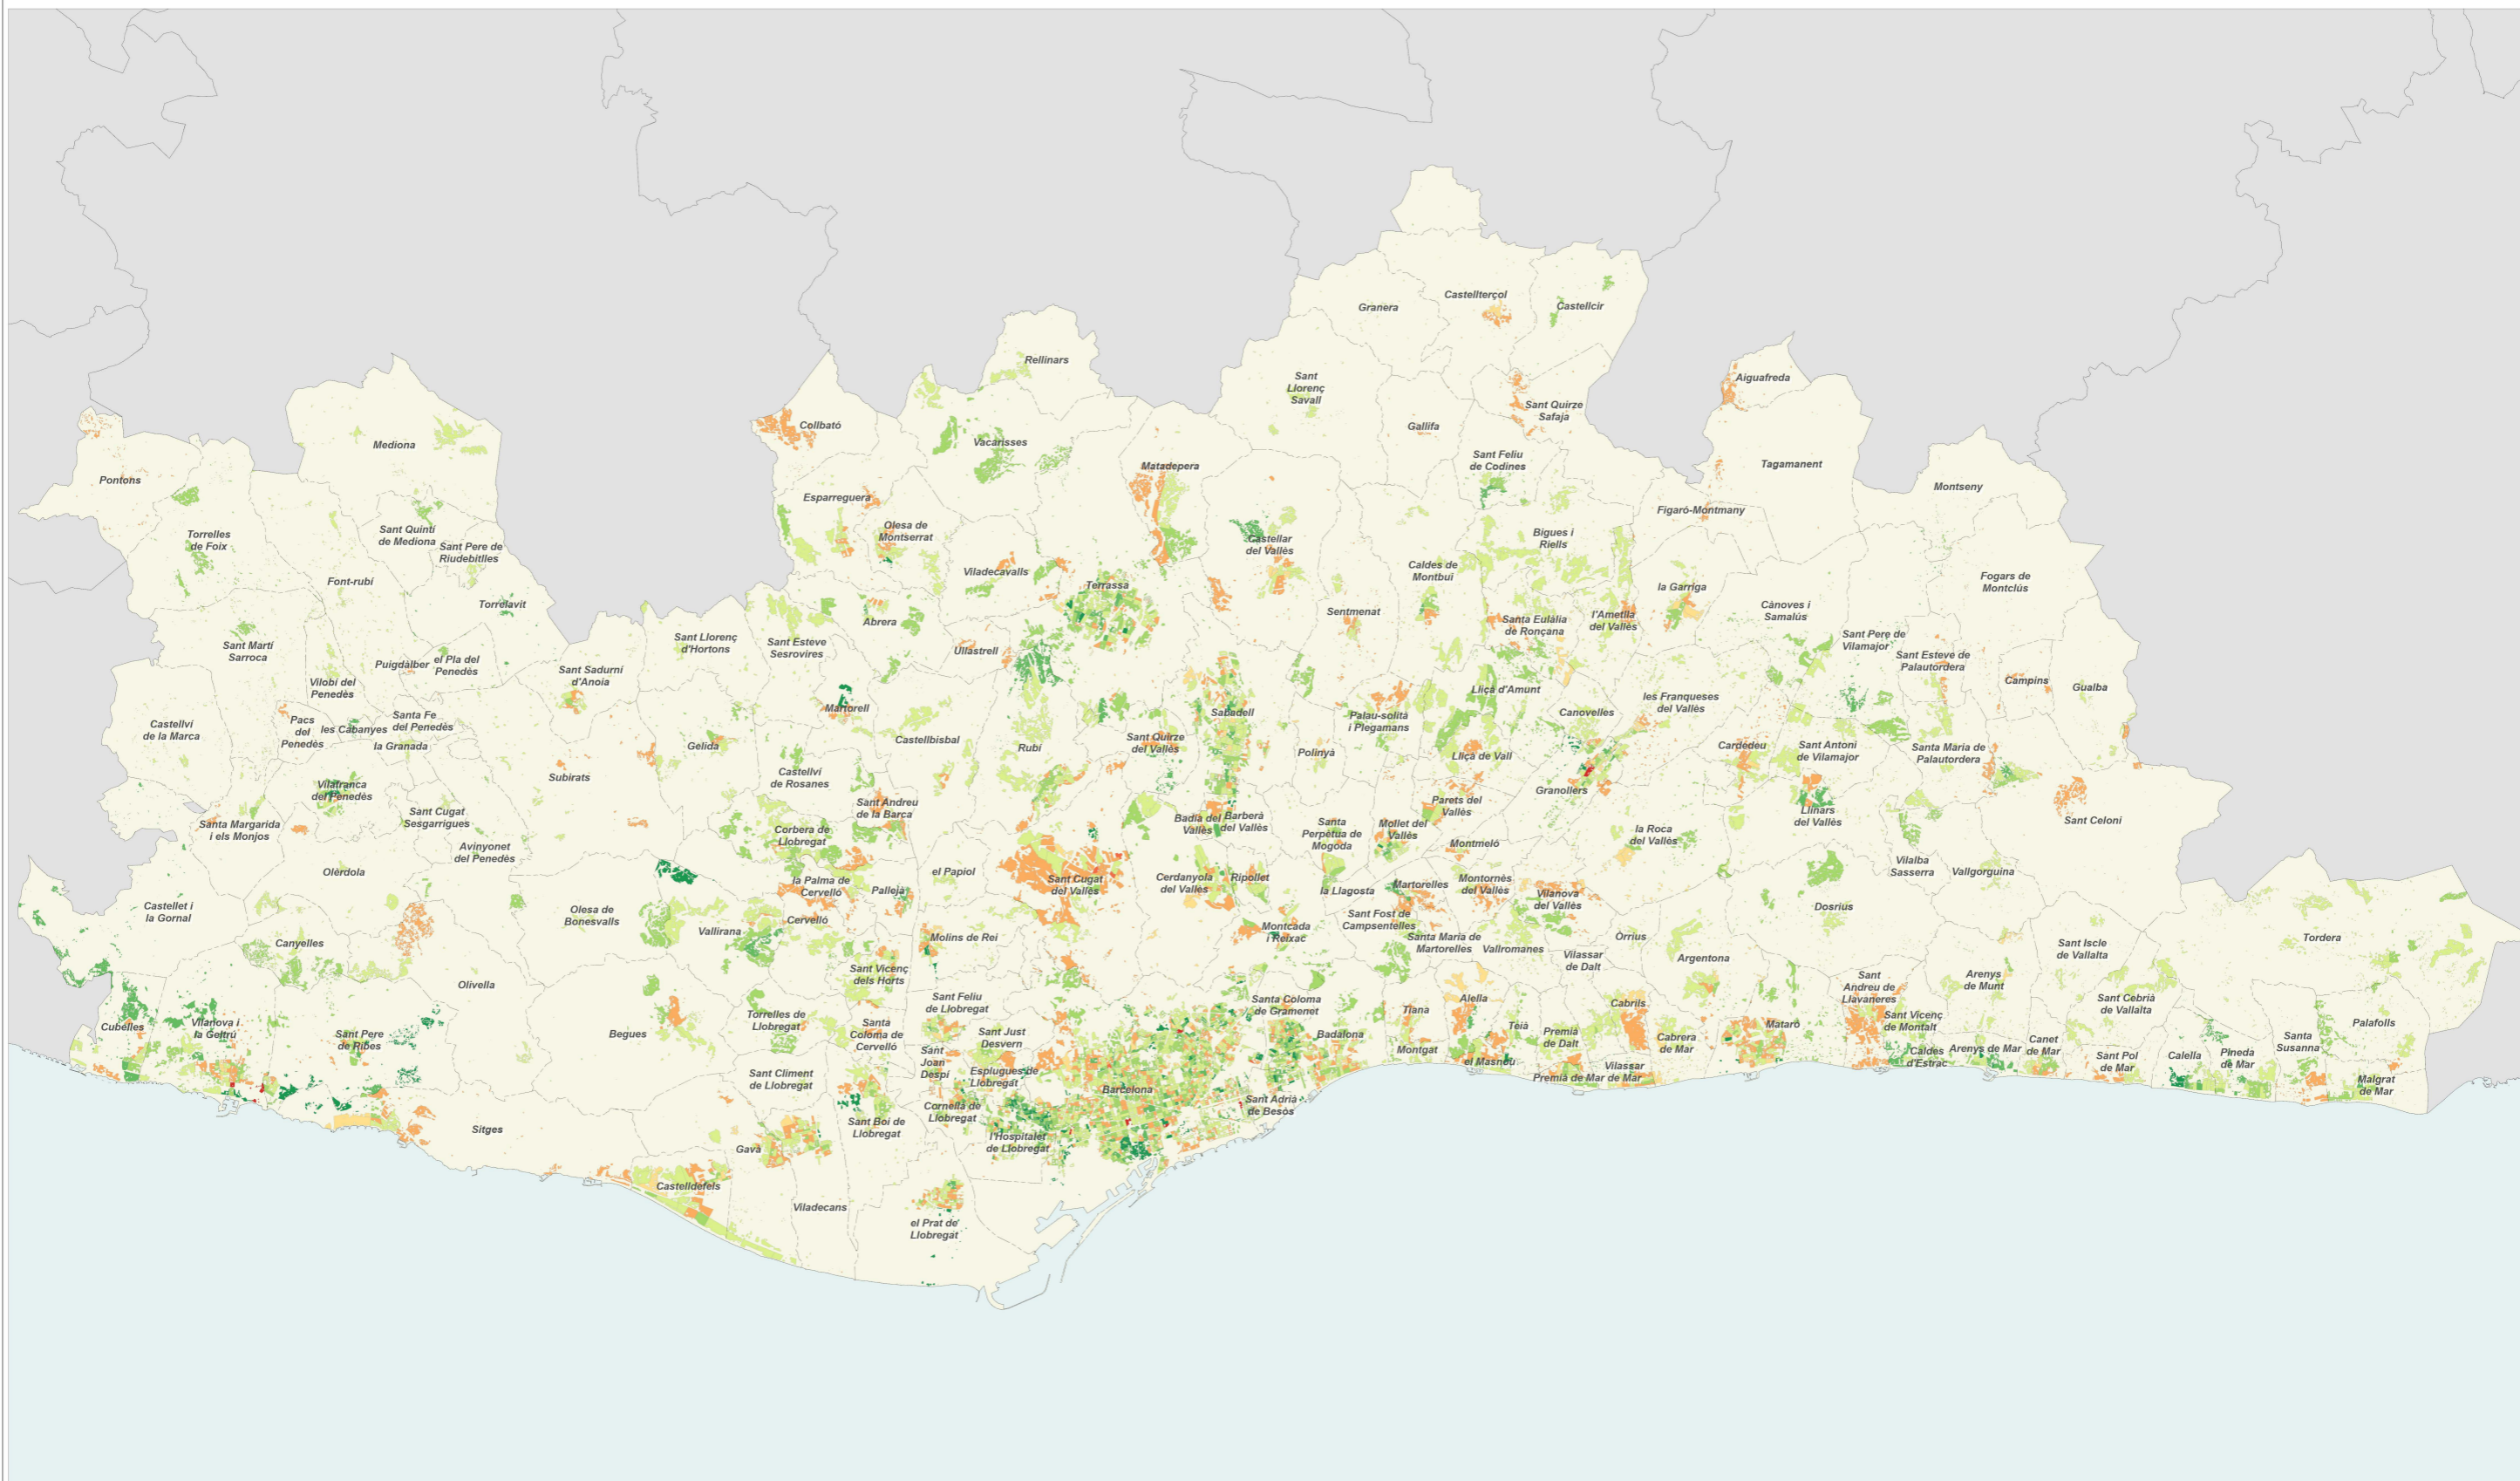 Castellterçol
Granera
Castellcir
Rellinars
Aiguafreda
Sant
Llorenç
Savall
Sant Quirze
Safaja
Collbató
Gallifa
Mediona
Vacarisses
Matadepera
Sant Feliu
de Codines
Tagamanent
Pontons
Montseny
Esparreguera
Figaró-Montmany
Olesa de
Montserrat
Torrelles
de Foix
Sant Quintí
de Mediona
Sant Pere de
Riudebitlles
Castellar
del Vallès
Bigues i
Riells
Viladecavalls
Caldes de
Montbui
Font-rubí
Terrassa
la Garriga
Fogars de
Montclús
Torrelavit
Sentmenat
Cànoves i
Samalús
Abrera
Santa Eulàlia
de Ronçana
l'Ametlla
del Vallès
Sant Martí
Sarroca
Sant Llorenç
d'Hortons
Sant Esteve
Sesrovires
Ullastrell
Sant Pere de
Vilamajor
Sant Esteve de
Palautordera
Puigdàlber
el Pla del
Penedès
Sant Sadurní
d'Anoia
Campins
Gualba
Vilobí del
Penedès
Lliçà d'Amunt
les Franqueses
del Vallès
Martorell
Sabadell
Canovelles
Castellví
de la Marca
Pacs
del
Penedès
les Cabanyes
Santa Fe
del Penedès
la Granada
Palau-solità
i Plegamans
Castellbisbal
Rubí
Sant Quirze
del Vallès
Gelida
Polinyà
Lliçà de Vall
Cardedeu
Sant Antoni
de Vilamajor
Santa Maria de
Palautordera
Subirats
Castellví
de Rosanes
Vilafranca
del Penedès
Granollers
Sant Andreu
de la Barca
Parets del
Vallès
Llinars
del Vallès
Sant Cugat
Sesgarrigues
Santa Margarida
i els Monjos
Badia del
Vallès
Barberà
del Vallès
Santa
Perpètua de
Mogoda
Mollet del
Vallès
la Roca
del Vallès
Sant Celoni
Corbera de
Llobregat
Avinyonet
del Penedès
Montmeló
Olèrdola
el Papiol
Vilalba
Sasserra
Vallgorguina
la Palma de
Cervelló
Pallejà
Sant Cugat
del Vallès
Cerdanyola
del Vallès
Ripollet
la Llagosta
Martorelles
Montornès
del Vallès
Vilanova
del Vallès
Castellet i
la Gornal
Olesa de
Bonesvalls
Cervelló
Sant Fost de
Campsentelles
Dosrius
Vallirana
Molins de Rei
Montcada
i Reixac
Canyelles
Santa Maria de
Martorelles
Vallromanes
Òrrius
Tordera
Sant Iscle
de Vallalta
Vilassar
de Dalt
Argentona
Sant Vicenç
dels Horts
Olivella
Sant
Andreu de
Llavaneres
Arenys
de Munt
Sant Feliu
de Llobregat
Santa Coloma
de Gramenet
Alella
Cabrils
Sant Cebrià
de Vallalta
Cubelles
Vilanova i
la Geltrú
Sant Pere
de Ribes
Begues
Torrelles de
Llobregat
Santa
Coloma de
Cervelló
Sant Just
Desvern
Badalona
Tiana
Teià
Premià
de Dalt
Cabrera
de Mar
Mataró
Sant Vicenç
de Montalt
Palafolls
Sant
Joan
Despí
Montgat
el Masnou
Caldes
d'Estrac
Arenys de Mar
Canet
de Mar
Sant Pol
de Mar
Calella
Pineda
de Mar
Santa
Susanna
Sant Climent
de Llobregat
Esplugues de
Llobregat
Barcelona
Premià de Mar
Vilassar
de Mar
Malgrat
de Mar
Sant Adrià
de Besòs
Sitges
Sant Boi de
Llobregat
Cornellà de
Llobregat
l'Hospitalet
de Llobregat
Gavà
Castelldefels
Viladecans
el Prat de
Llobregat